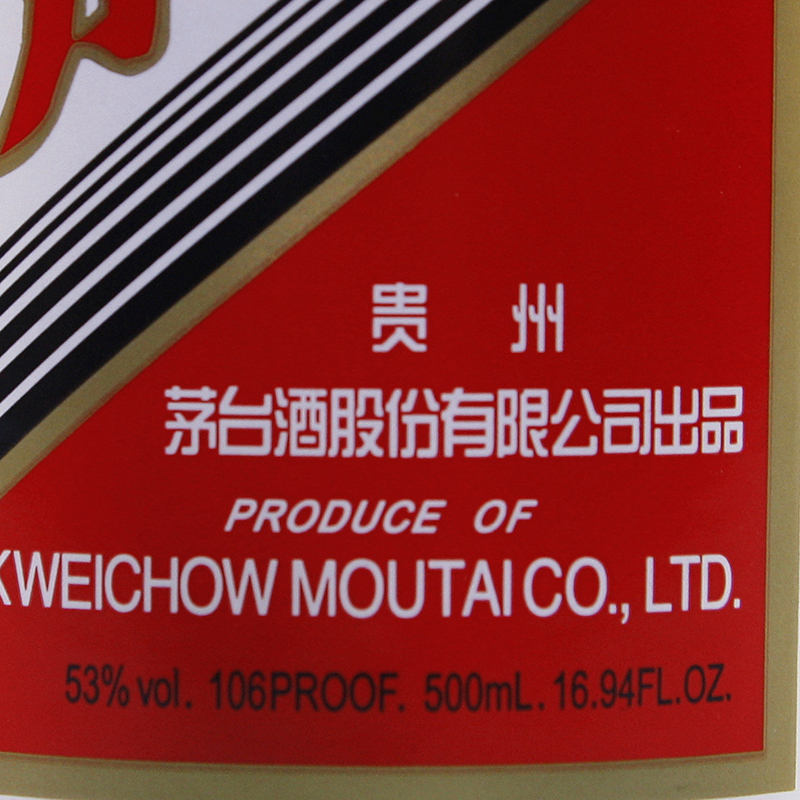 贵州
茅台酒股份有限公司出品
PRODUCE OF
KWEICHOW MOUTAI CO., LTD.
53% vol. 106PROOF. 500mL. 16.94FL.OZ.